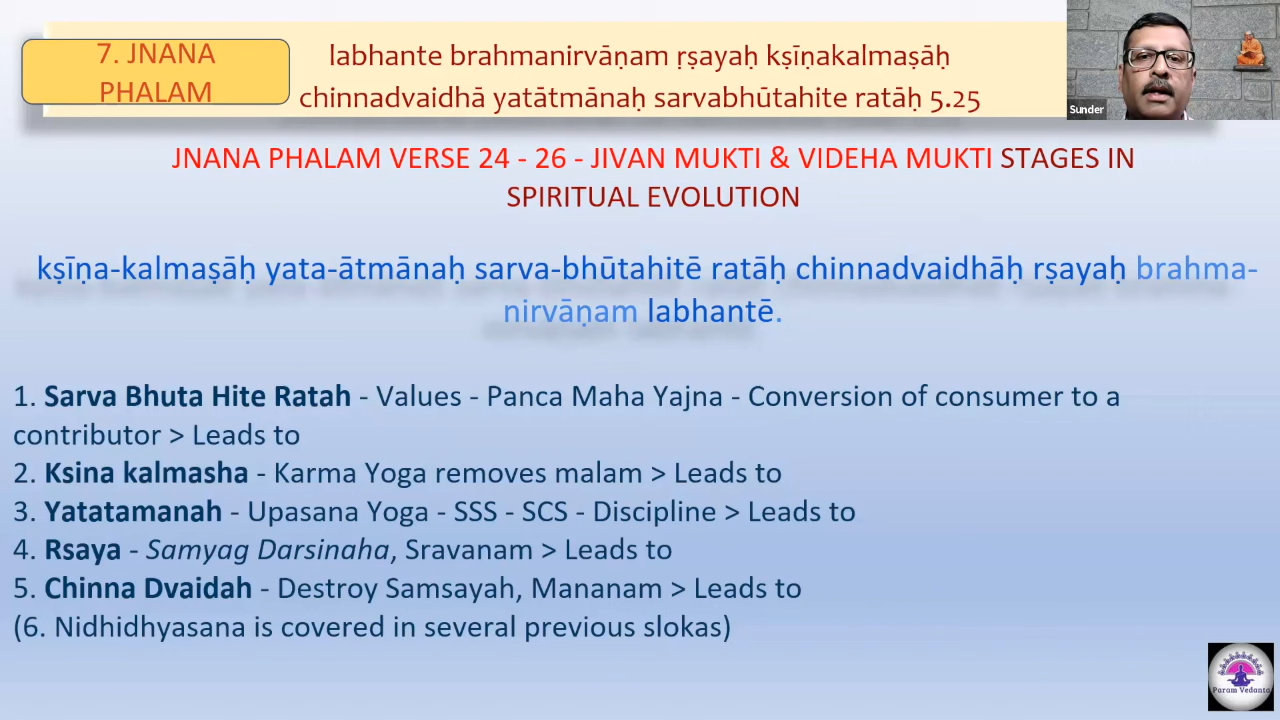 7. JNANA
PHALAM
labhante brahmanirvāṇam ṛṣayaḥ kṣīṇakalmaṣāḥ
chinnadvaidhā yatātmānaḥ sarvabhūtahite ratāḥ 5.25
Sunder
JNANA PHALAM VERSE 24 - 26 - JIVAN MUKTI & VIDEHA MUKTI STAGES IN
SPIRITUAL EVOLUTION
kṣīṇa-kalmaṣāḥ yata-ātmānaḥ sarva-bhūtahitē ratāḥ chinnadvaidhāḥ ṛṣayaḥ brahma-
nirvāṇam labhantē.
1. Sarva Bhuta Hite Ratah - Values - Panca Maha Yajna - Conversion of consumer to a
contributor > Leads to
2. Ksina kalmasha - Karma Yoga removes malam > Leads to
3. Yatatamanah - Upasana Yoga - SSS - SCS - Discipline > Leads to
4. Rsaya - Samyag Darsinaha, Sravanam > Leads to
5. Chinna Dvaidah - Destroy Samsayah, Mananam > Leads to
(6. Nidhidhyasana is covered in several previous slokas)
Param Vedanta